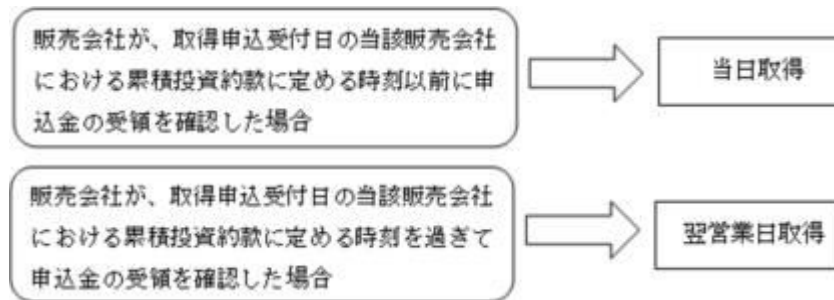 販売会社が、取得申込受付日の当該販売会社
における累積投資約款に定める時刻以前に申
込金の受領を確認した場合
当日取得
販売会社が、取得申込受付日の当該販売会社
における累積投資約款に定める時刻を過ぎて
申込金の受領を確認した場合
翌営業日取得